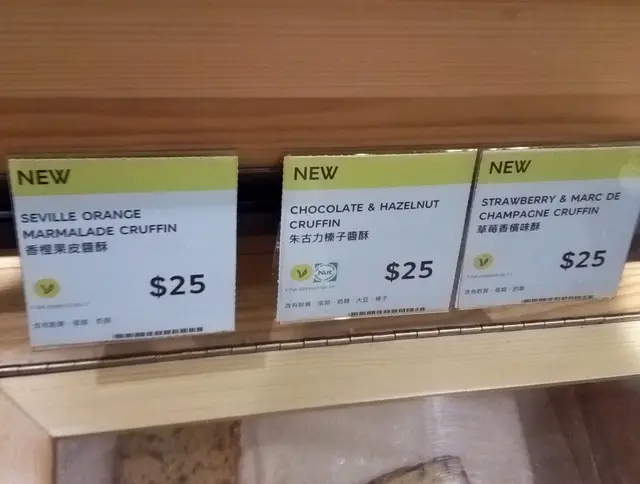 NEW
SEVILLE ORANGE
MARMALADE CRUFFIN
香橙果皮醬酥
$25
NEW
CHOCOLATE & HAZELNUT
CRUFFIN
朱古力榛子醬酥
Nut
$25
NEW
STRAWBERRY & MARC DE
CHAMPAGNE CRUFFIN
草莓香檳味酥
$25